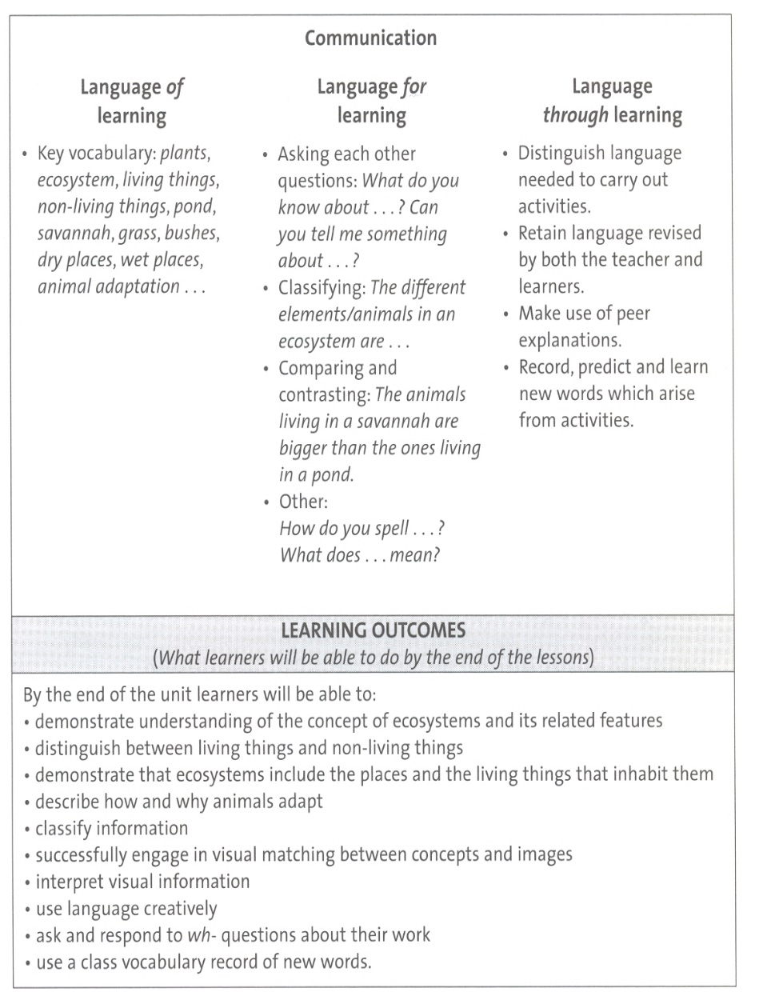 Communication
Language of
learning
• Key vocabulary: plants,
ecosystem, living things,
non-living things, pond,
savannah, grass, bushes,
dry places, wet places,
animal adaptation . . .
Language for
learning
• Asking each other
questions: What do you
know about . . . ? Can
you tell me something
about . . . ?
• Classifying: The different
elements/animals in an
ecosystem are . . .
• Comparing and
contrasting: The animals
living in a savannah are
bigger than the ones living
in a pond.
• Other:
How do you spell . . . ?
What does . . . mean?
Language
through learning
• Distinguish language
needed to carry out
activities.
• Retain language revised
by both the teacher and
learners.
• Make use of peer
explanations.
• Record, predict and learn
new words which arise
from activities.
LEARNING OUTCOMES
(What learners will be able to do by the end of the lessons)
By the end of the unit learners will be able to:
• demonstrate understanding of the concept of ecosystems and its related features
• distinguish between living things and non-living things
• demonstrate that ecosystems include the places and the living things that inhabit them
• describe how and why animals adapt
• classify information
• successfully engage in visual matching between concepts and images
• interpret visual information
• use language creatively
• ask and respond to wh- questions about their work
• use a class vocabulary record of new words.